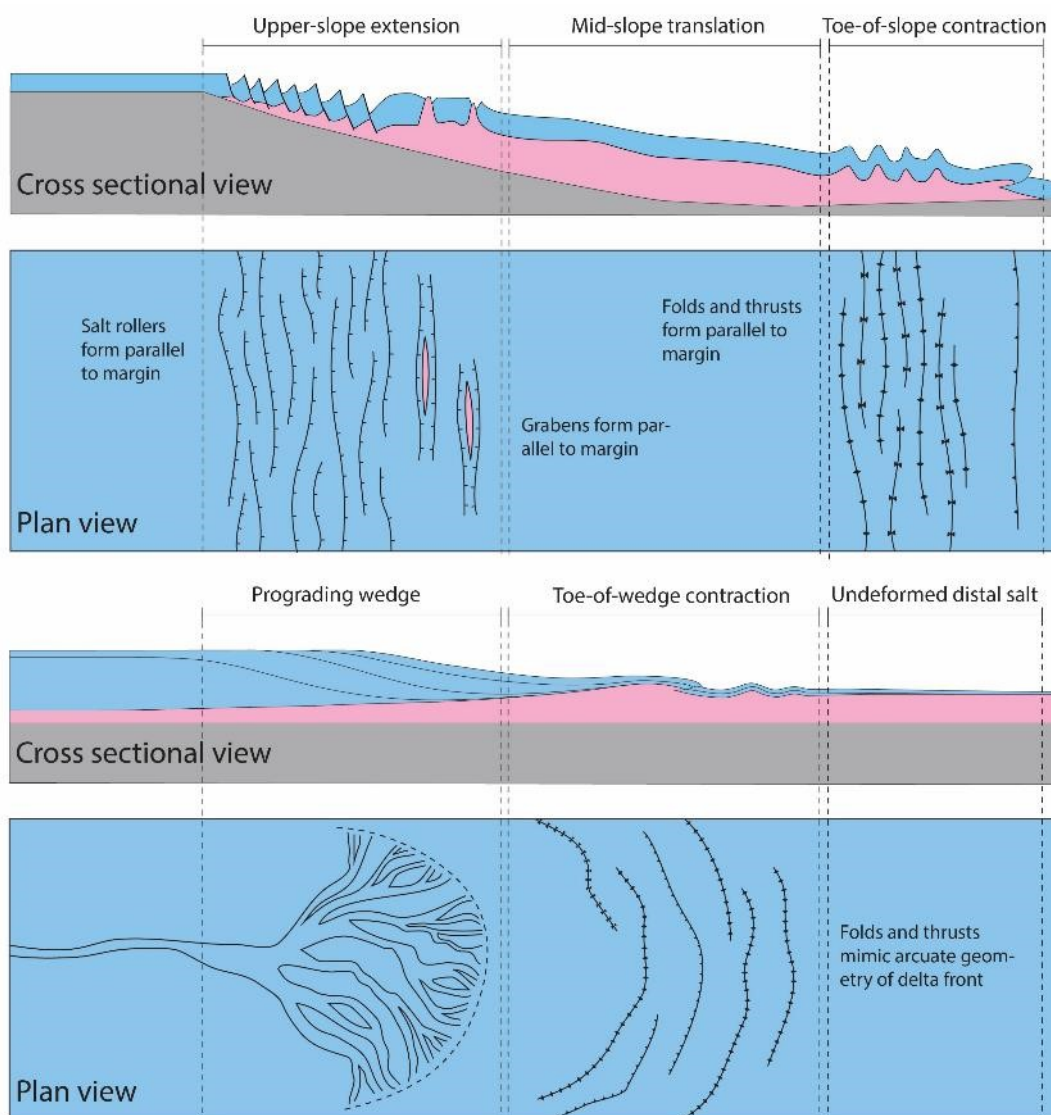 Upper-slope extension
Mid-slope translation
Toe-of-slope contraction
Cross sectional view
Salt rollers
form parallel
to margin
Folds and thrusts
form parallel to
margin
Grabens form par-
allel to margin
Plan view
Prograding wedge
Toe-of-wedge contraction
Undeformed distal salt
Cross sectional view
Folds and thrusts
mimic arcuate geom-
etry of delta front
Plan view